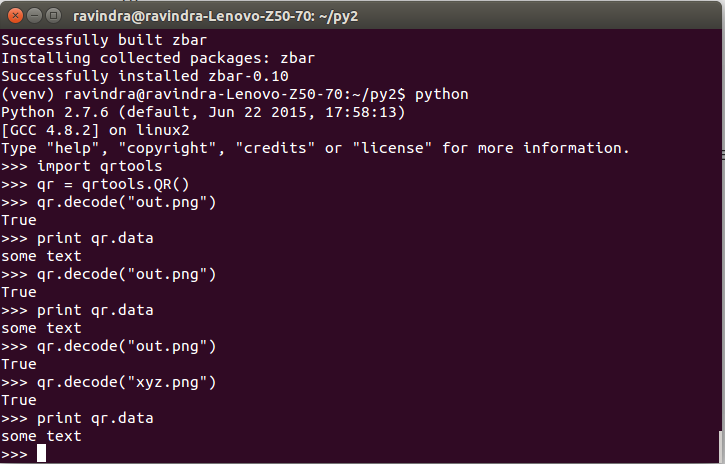 ravindra@ravindra-Lenovo-Z50-70: ~/py2
Successfully built zbar
Installing collected packages: zbar
Successfully installed zbar-0.10
(venv) ravindra@ravindra-Lenovo-Z50-70:~/py2$ python
Python 2.7.6 (default, Jun 22 2015, 17:58:13)
[GCC 4.8.2] on linux2
Type "help", "copyright", "credits" or "license" for more information.
>>> import qrtools
>>> qr = qrtools.QR()
>>> qr.decode("out.png")
True
>>> print qr.data
some text
>>> qr.decode("out.png")
True
>>> print qr.data
some text
>>> qr.decode("out.png")
True
>>> qr.decode("xyz.png")
True
>>> print qr.data
some text
>>>